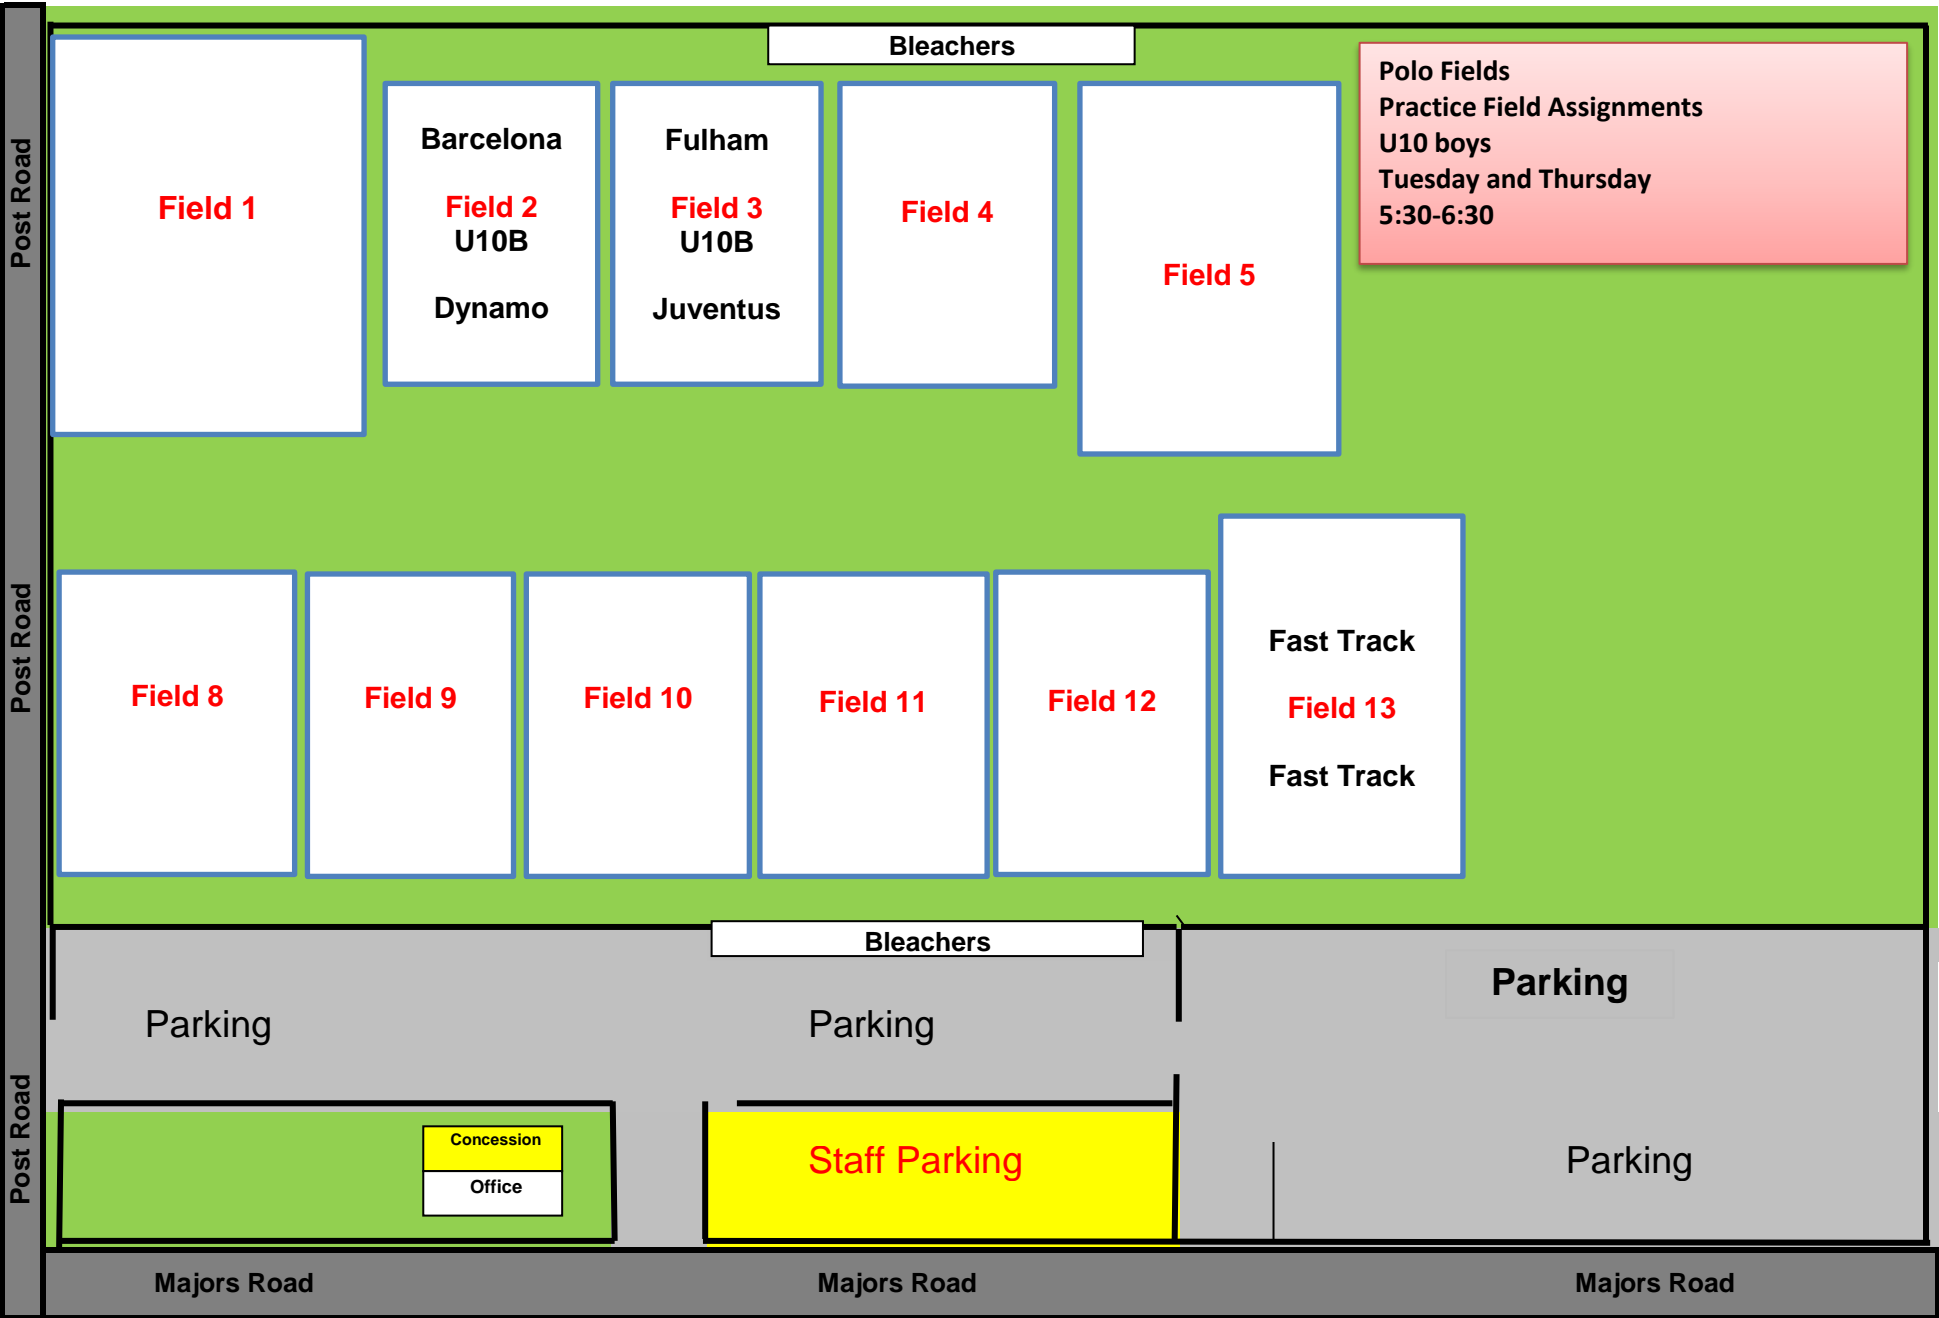 Bleachers
Polo Fields
Practice Field Assignments
U10 boys
Tuesday and Thursday
5:30-6:30
Post Road
Field 1
Barcelona
Field 2
U10B
Dynamo
Fulham
Field 3
U10B
Juventus
Field 4
Field 5
Post Road
Field 8
Field 9
Field 10
Field 11
Field 12
Fast Track
Field 13
Fast Track
Bleachers
Parking
Parking
Parking
Post Road
Concession
Office
Staff Parking
Parking
Majors Road
Majors Road
Majors Road